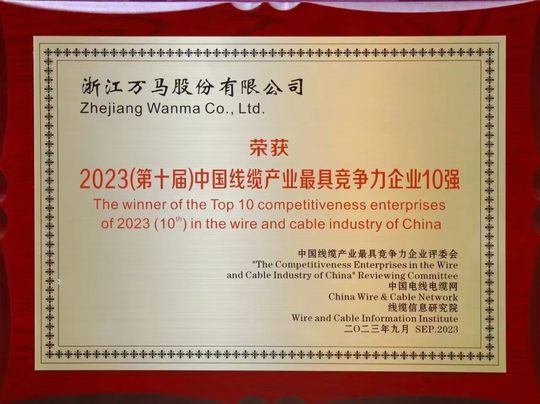 浙江万马股份有限公司
Zhejiang Wanma Co., Ltd.
荣获
2023(第十届)中国线缆产业最具竞争力企业10强
The winner of the Top 10 competitiveness enterprises
of 2023 (10th) in the wire and cable industry of China
中国线缆产业最具竞争力企业评委会
"The Competitiveness Enterprises in the Wire
and Cable Industry of China" Reviewing Committee
中国电线电缆网
China Wire & Cable Network
线缆信息研究院
Wire and Cable Information Institute
二〇二三年九月 SEP.2023